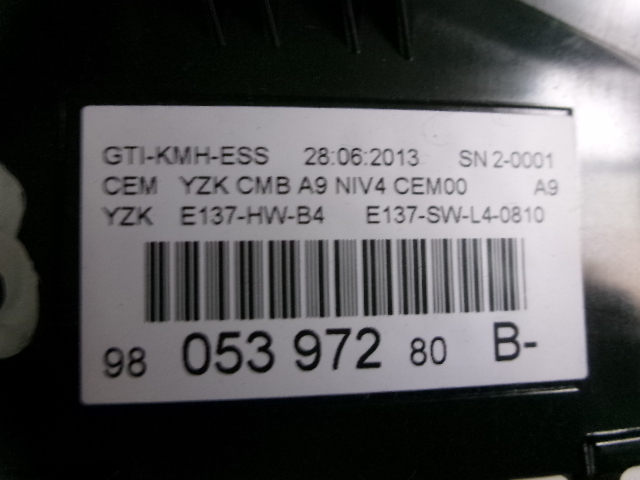 GTI-KMH-ESS 28:06:2013 SN 2-0001
CEM YZK CMB A9 NIV4 CEM00 A9
YZK E137-HW-B4 E137-SW-L4-0810
98 053 972 80 B-